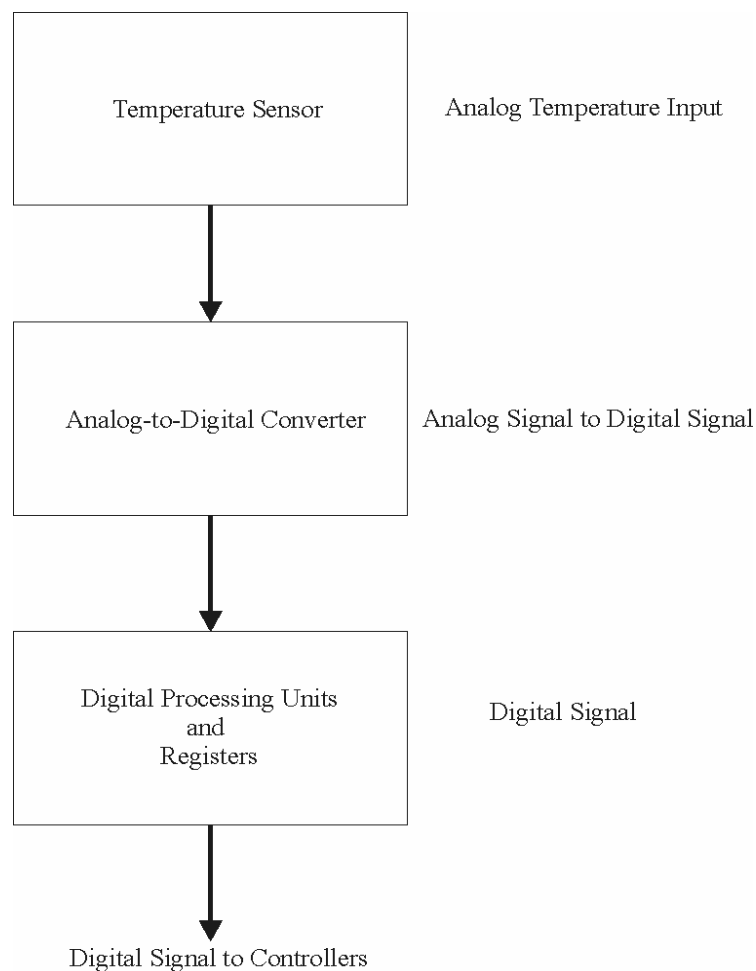 Temperature Sensor
Analog Temperature Input
Analog-to-Digital Converter
Analog Signal to Digital Signal
Digital Processing Units
and
Registers
Digital Signal
Digital Signal to Controllers